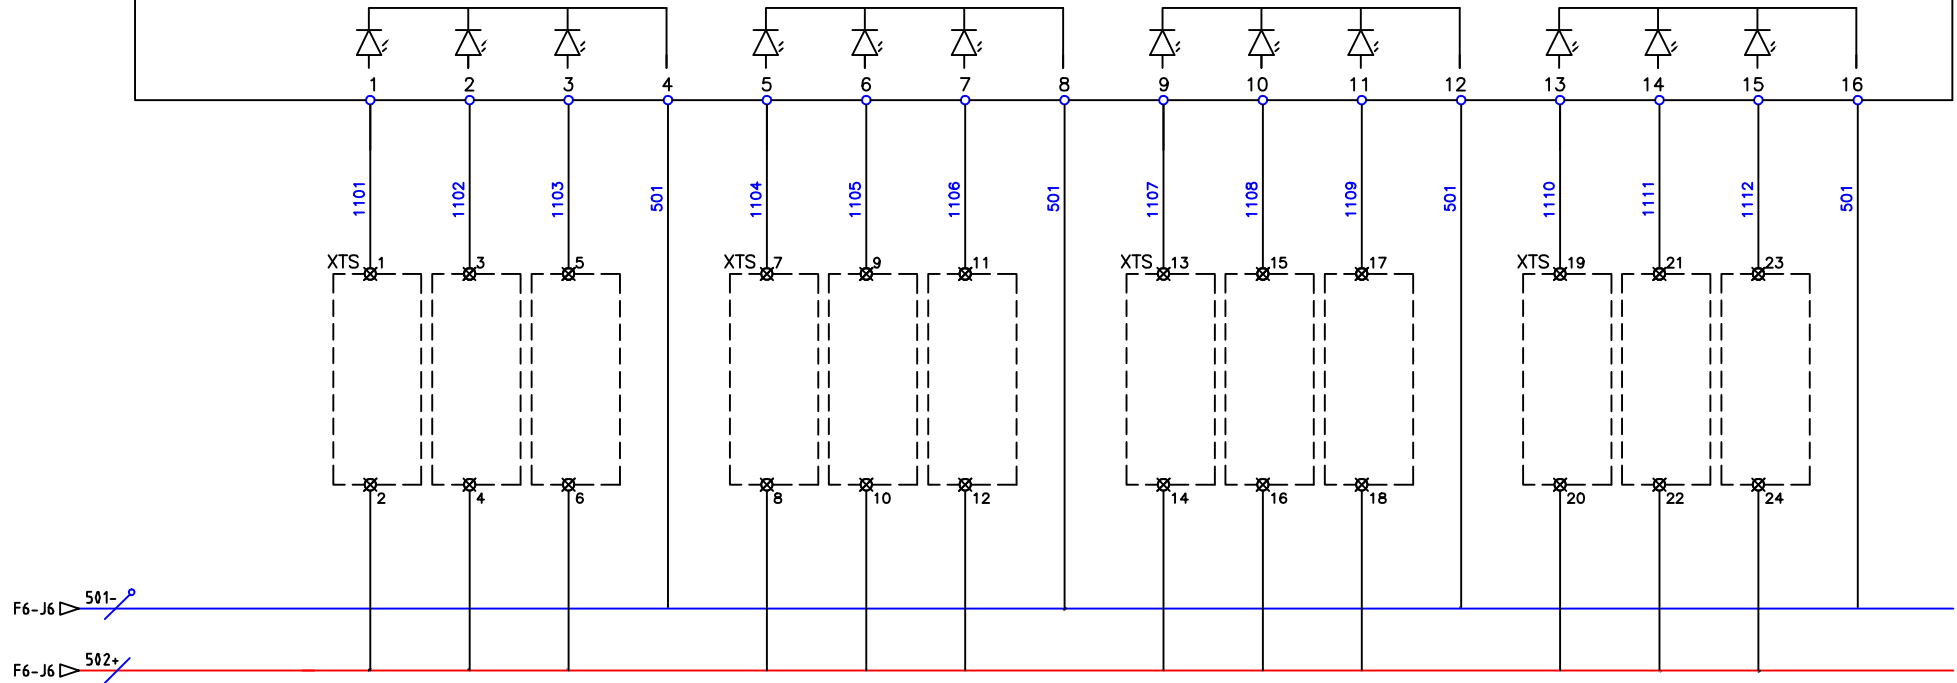 1 2 3 4 5 6 7 8 9 10 11 12 13 14 15 16
1101 1102 1103 501 1104 1105 1106 501 1107 1108 1109 501 1110 1111 1112 501
XTS 1 3 5 XTS 7 9 11 XTS 13 15 17 XTS 19 21 23
2 4 6 8 10 12 14 16 18 20 22 24
F6-J6 501-
F6-J6 502+